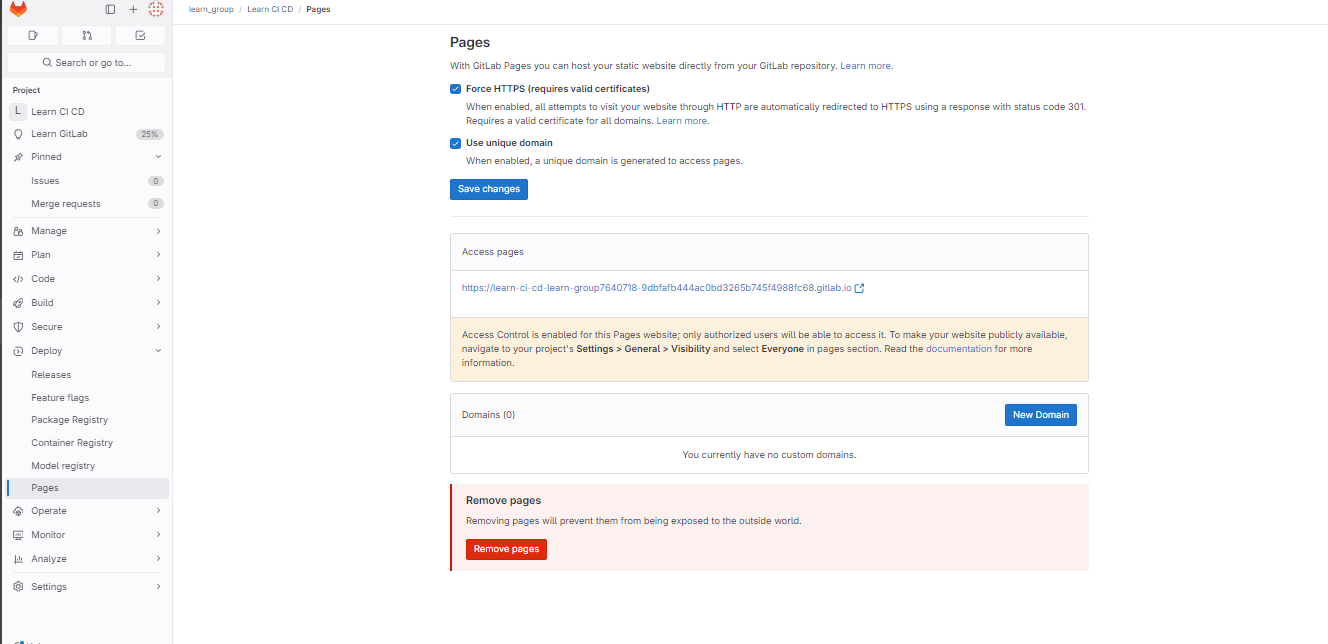 learn_group / Learn CI CD / Pages
Search or go to...
Project
L Learn CI CD
Learn GitLab 25%
Pinned
Issues 0
Merge requests 0
Manage
Plan
Code
Build
Secure
Deploy
Releases
Feature flags
Package Registry
Container Registry
Model registry
Pages
Operate
Monitor
Analyze
Settings
Pages
With GitLab Pages you can host your static website directly from your GitLab repository. Learn more.
Force HTTPS (requires valid certificates)
When enabled, all attempts to visit your website through HTTP are automatically redirected to HTTPS using a response with status code 301.
Requires a valid certificate for all domains. Learn more.
Use unique domain
When enabled, a unique domain is generated to access pages.
Save changes
Access pages
https://learn-ci-cd-learn-group7640718-9dbfafb444ac0bd3265b745f4988fc68.gitlab.io
Access Control is enabled for this Pages website; only authorized users will be able to access it. To make your website publicly available,
navigate to your project's Settings > General > Visibility and select Everyone in pages section. Read the documentation for more
information.
Domains (0) New Domain
You currently have no custom domains.
Remove pages
Removing pages will prevent them from being exposed to the outside world.
Remove pages